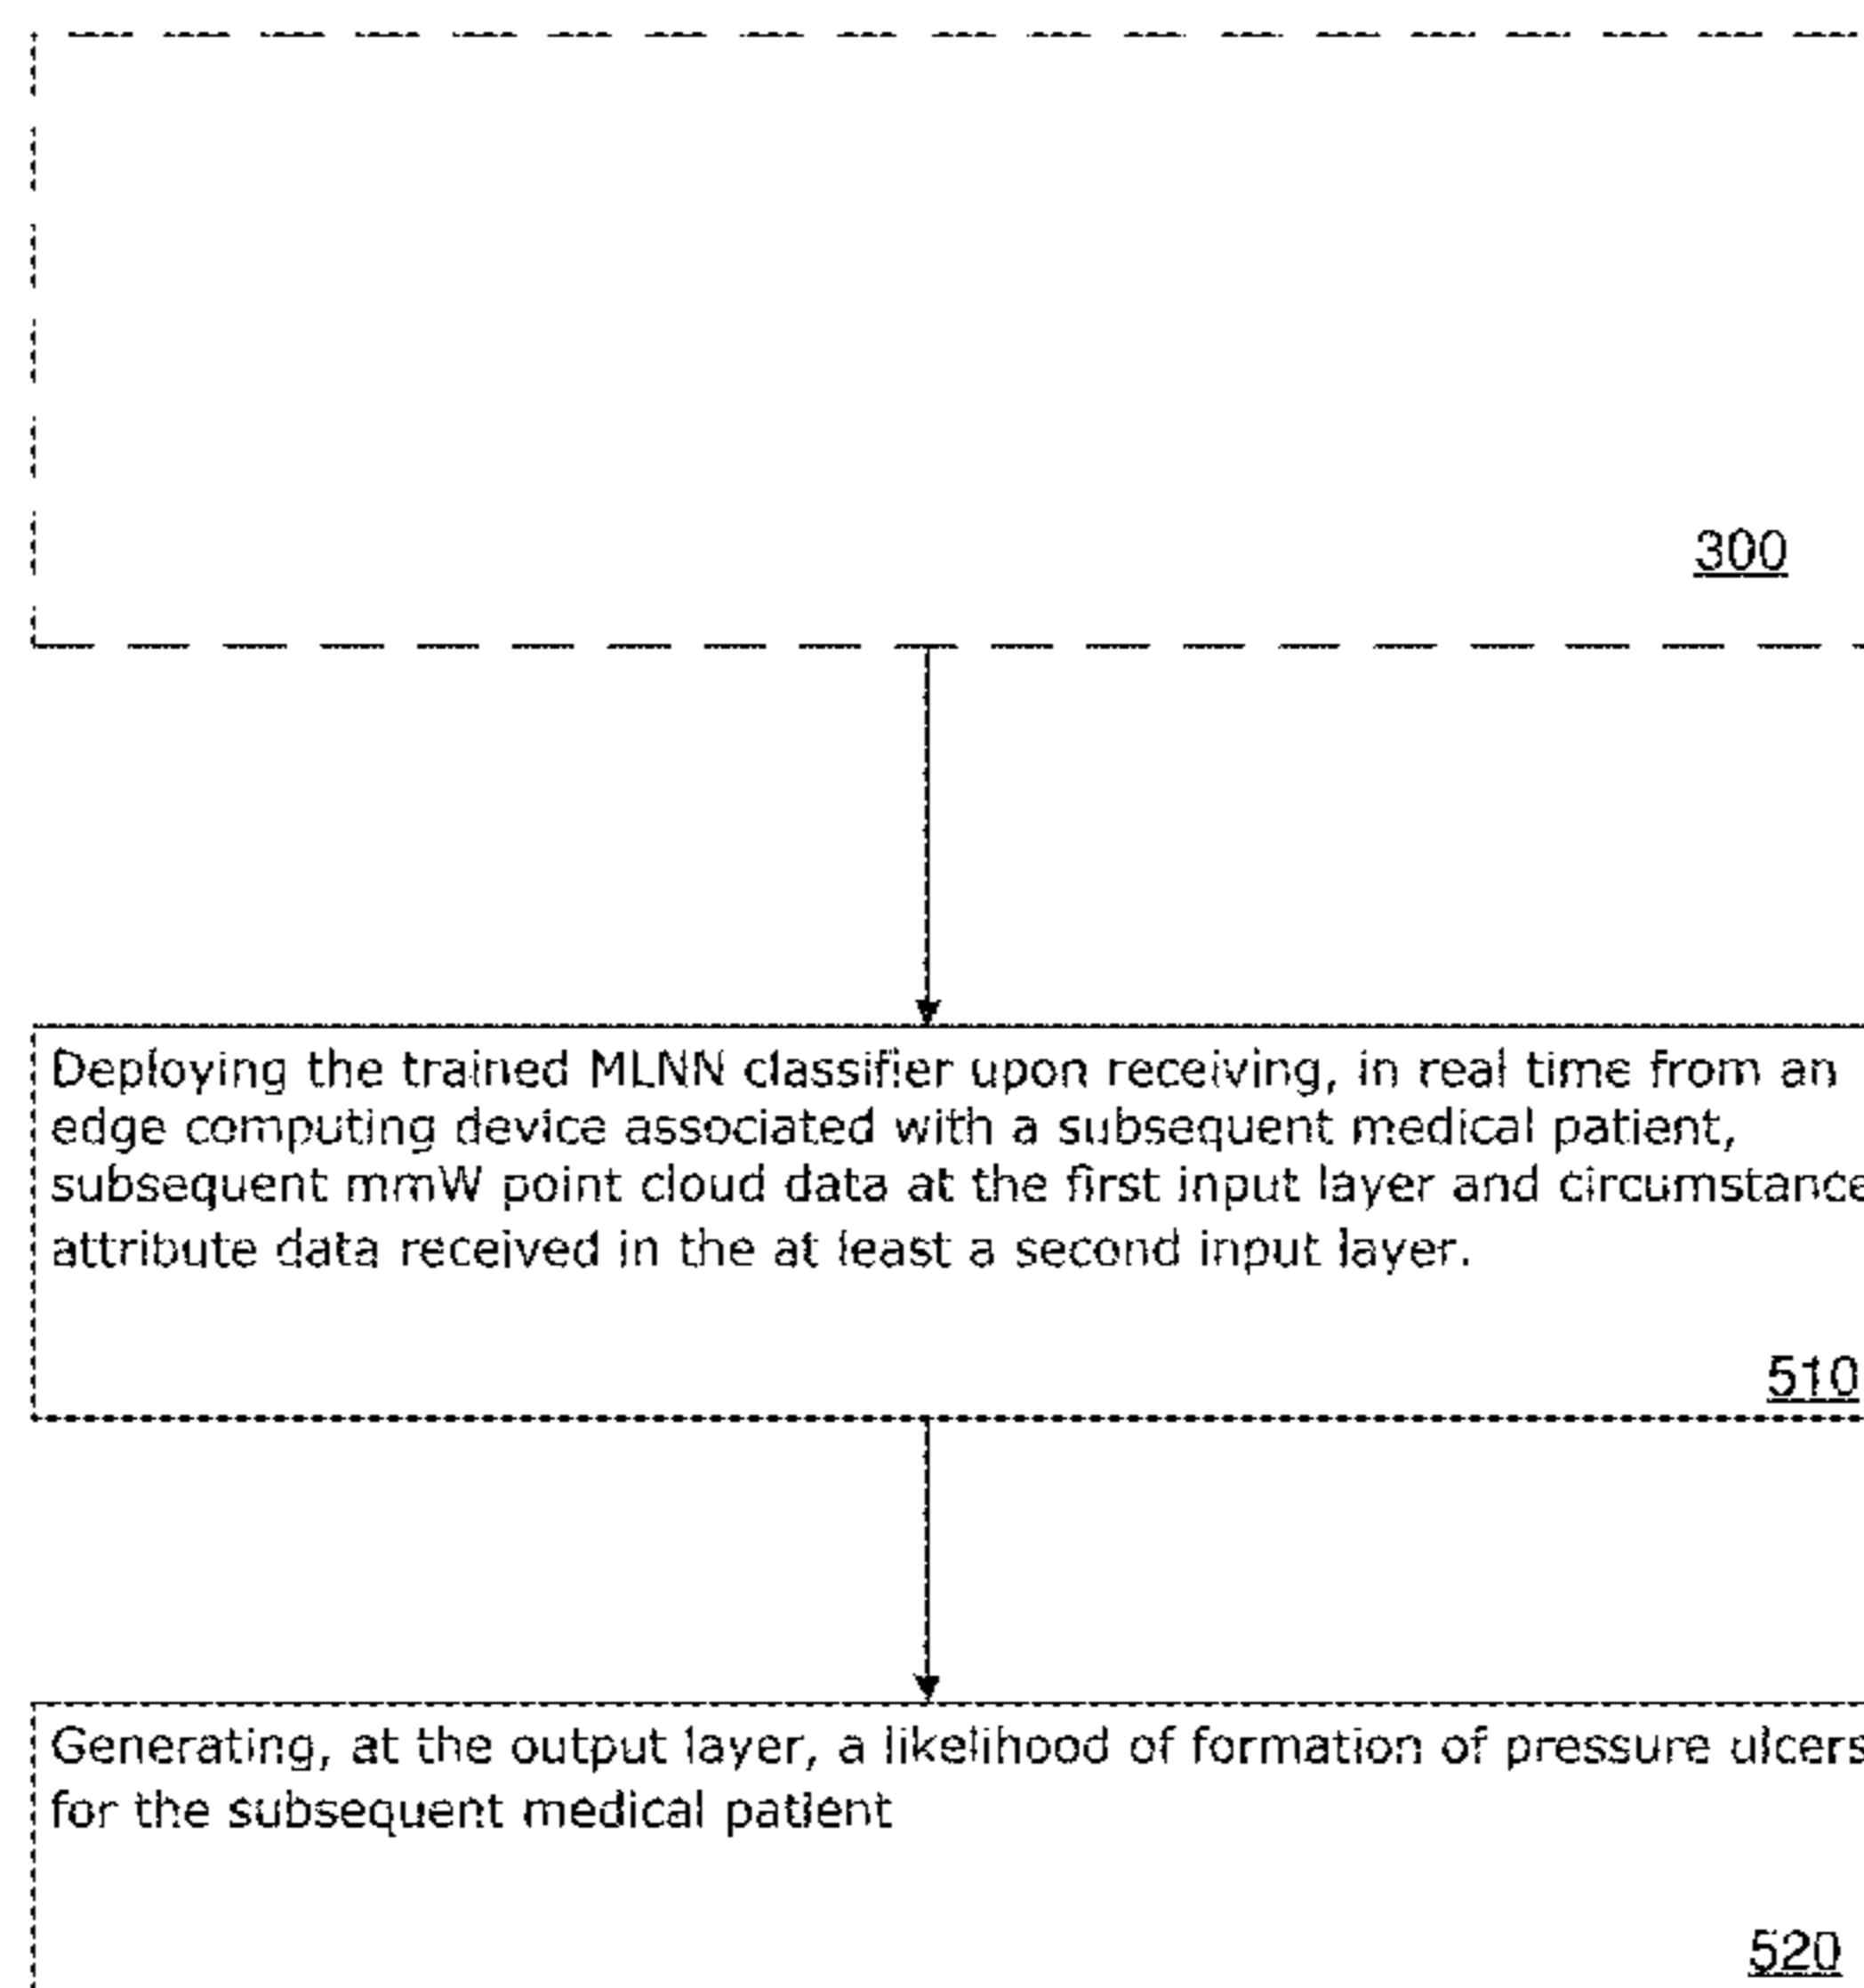 300
Deploying the trained MLNN classifier upon receiving, in real time from an
edge computing device associated with a subsequent medical patient,
subsequent mmW point cloud data at the first input layer and circumstance
attribute data received in the at least a second input layer.
510
Generating, at the output layer, a likelihood of formation of pressure ulcers
for the subsequent medical patient
520